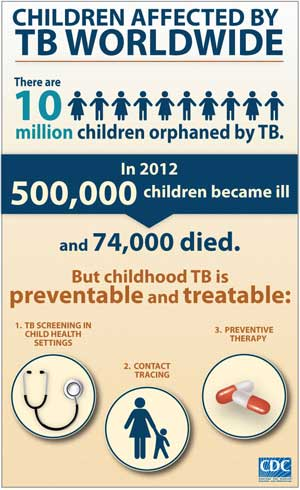 CHILDREN AFFECTED BY
TB WORLDWIDE
There are
10
million children orphaned by TB.
In 2012
500,000 children became ill
and 74,000 died.
But childhood TB is
preventable and treatable:
1. TB SCREENING IN
CHILD HEALTH
SETTINGS
2. CONTACT
TRACING
3. PREVENTIVE
THERAPY
CDC